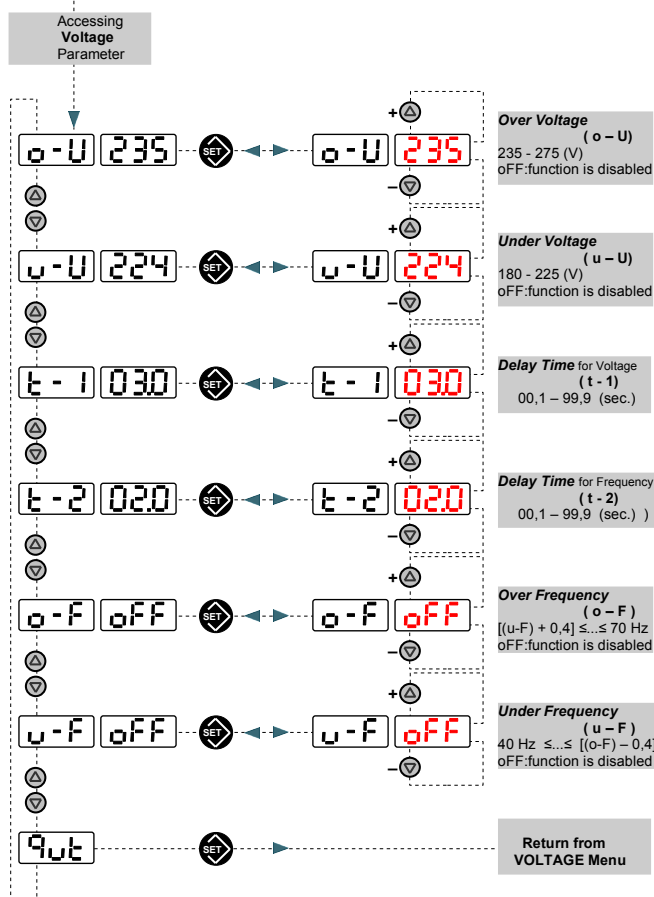 Accessing
Voltage
Parameter
o-U 235 SET o-U 235
+
–
Over Voltage
( o – U)
235 - 275 (V)
oFF:function is disabled
u-U 224 SET u-U 224
+
–
Under Voltage
( u – U)
180 - 225 (V)
oFF:function is disabled
t-1 03.0 SET t-1 03.0
+
–
Delay Time for Voltage
( t - 1)
00,1 – 99,9 (sec.)
t-2 02.0 SET t-2 02.0
+
–
Delay Time for Frequency
( t - 2)
00,1 – 99,9 (sec.) )
o-F oFF SET o-F oFF
+
–
Over Frequency
( o – F )
[(u-F) + 0,4] ≤...≤ 70 Hz
oFF:function is disabled
u-F oFF SET u-F oFF
+
–
Under Frequency
( u – F )
40 Hz ≤...≤ [(o-F) – 0,4]
oFF:function is disabled
qut SET
Return from
VOLTAGE Menu